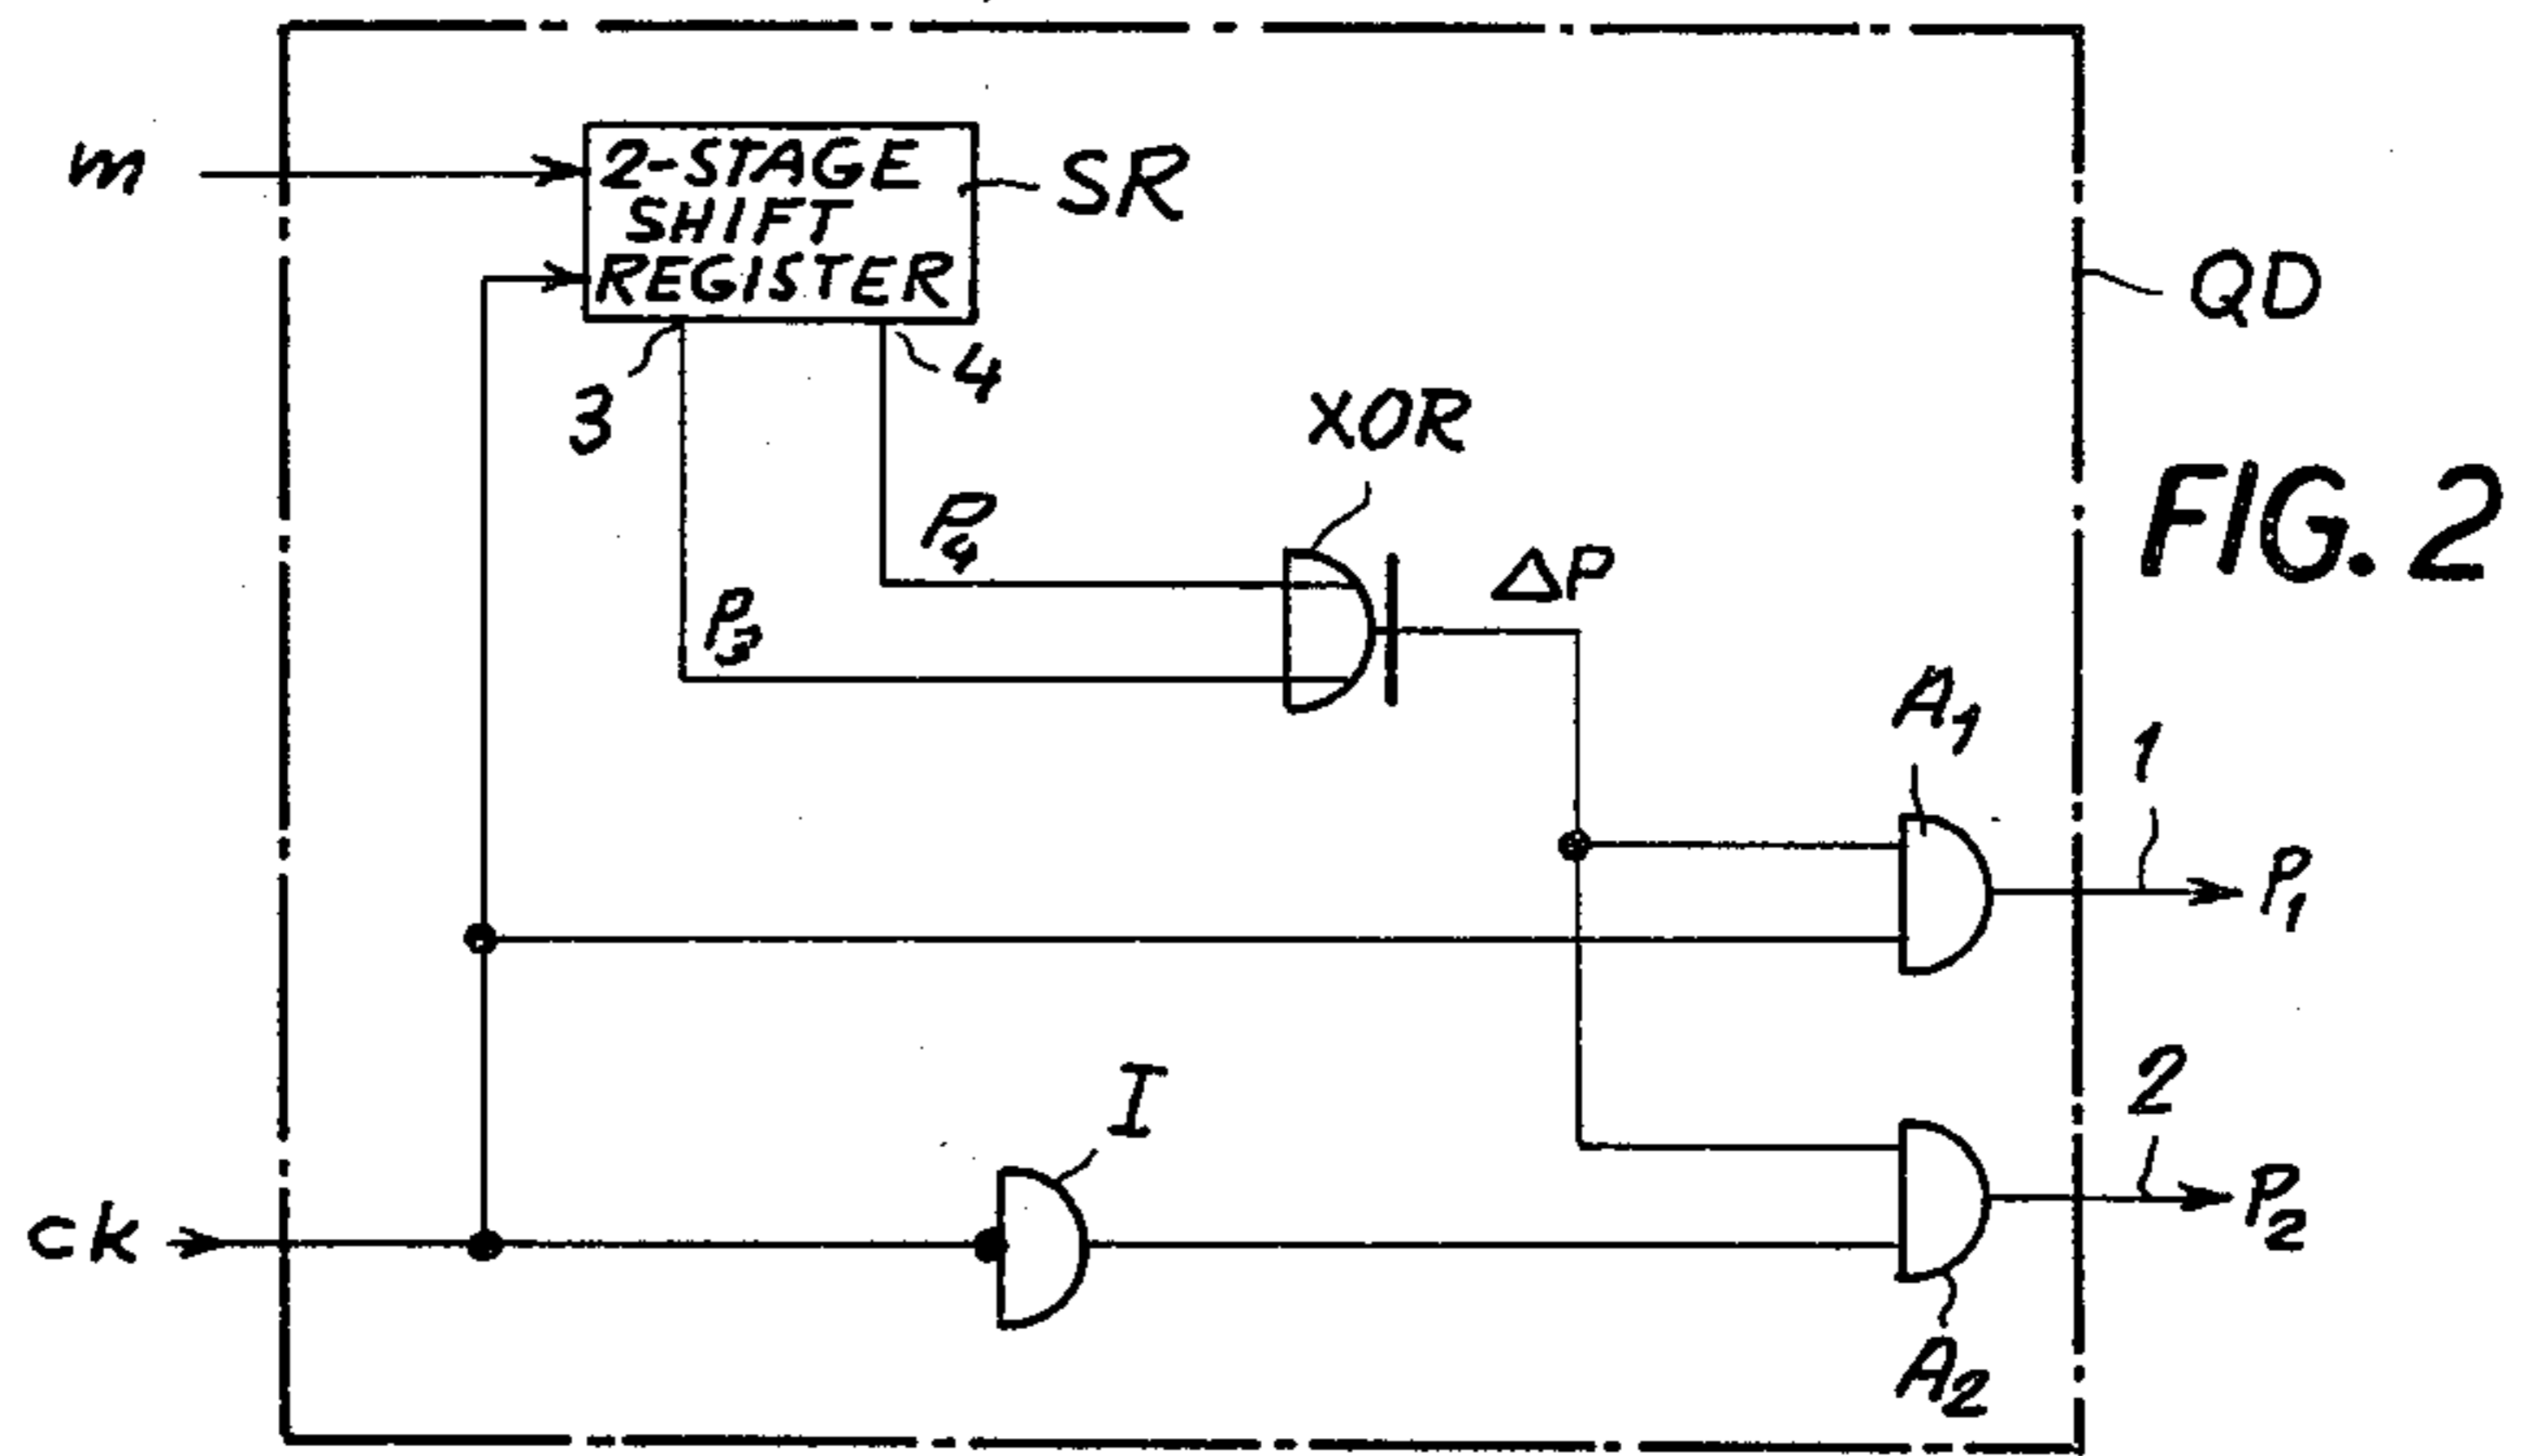 m
2-STAGE
SHIFT
REGISTER
SR
QD
3
4
XOR
P4
P3
ΔP
FIG. 2
A1
1
P1
I
2
ck
P2
A2